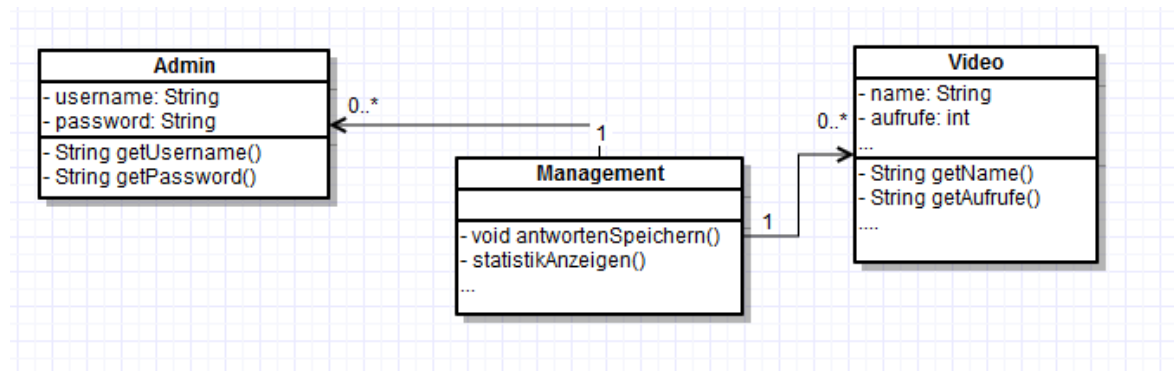 Admin
- username: String
- password: String
- String getUsername()
- String getPassword()
0..*
1
Management
- void antwortenSpeichern()
- statistikAnzeigen()
...
1
0..*
Video
- name: String
- aufrufe: int
...
- String getName()
- String getAufrufe()
....